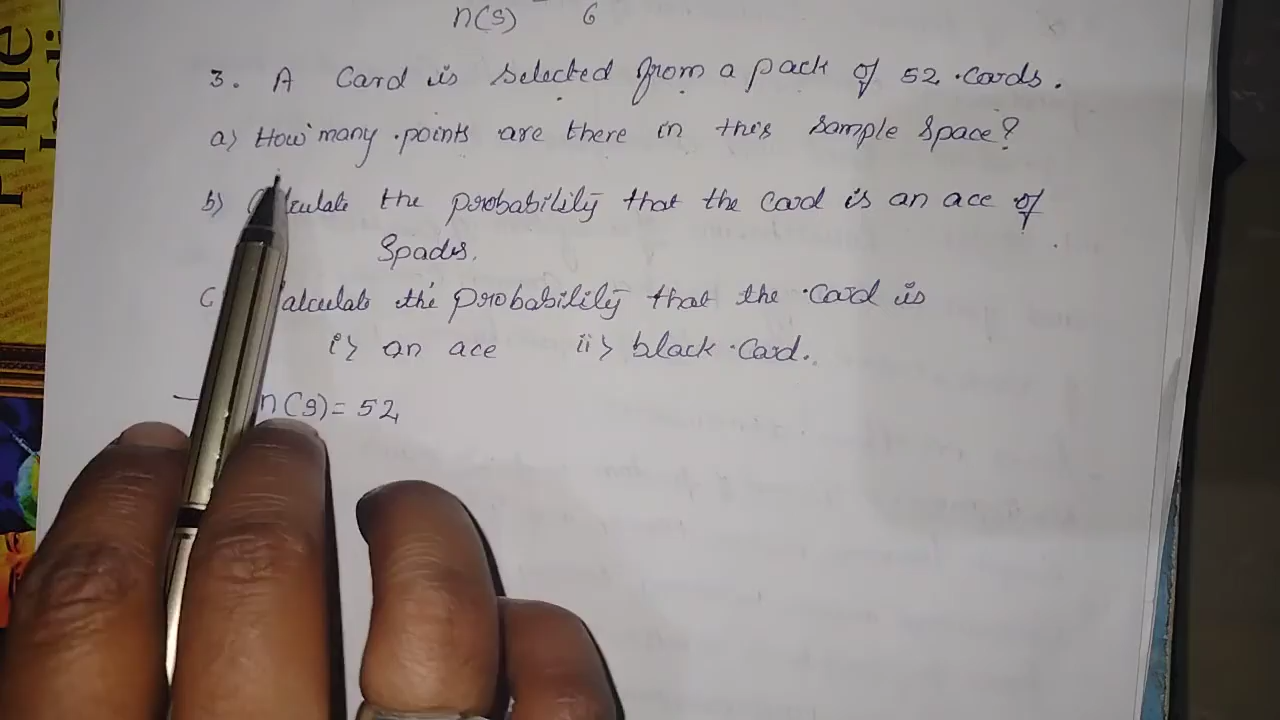 n(s) 6
3. A Card is selected from a pack of 52 cards.
a) How many points are there in this sample space?
b) Calculate the probability that the card is an ace of
Spades.
C alculate the probability that the card is
i) an ace ii) black card.
n(s) = 52